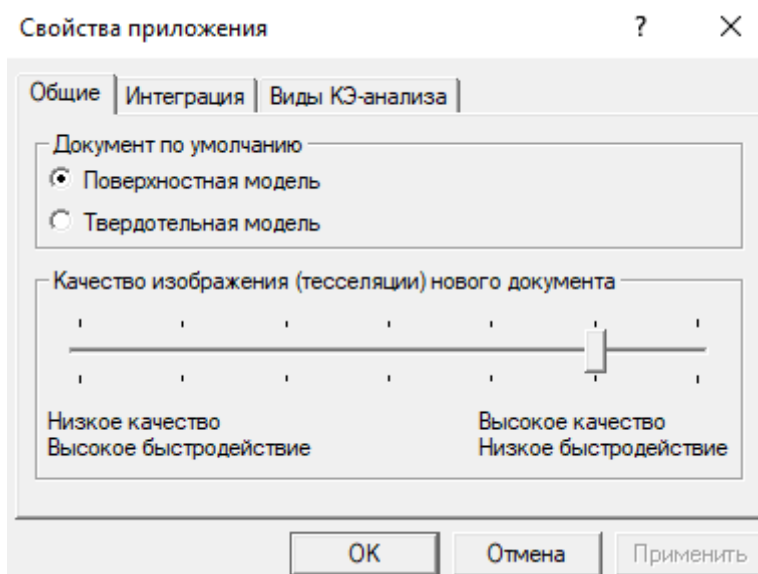 Свойства приложения ? ×
Общие Интеграция Виды КЭ-анализа
Документ по умолчанию
Поверхностная модель
Твердотельная модель
Качество изображения (тесселяции) нового документа
Низкое качество Высокое качество
Высокое быстродействие Низкое быстродействие
ОК Отмена Применить